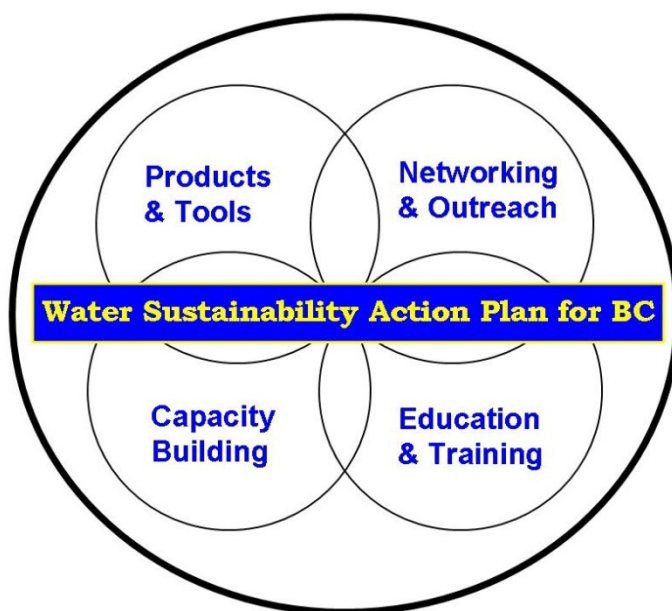 Products
& Tools
Networking
& Outreach
Water Sustainability Action Plan for BC
Capacity
Building
Education
& Training